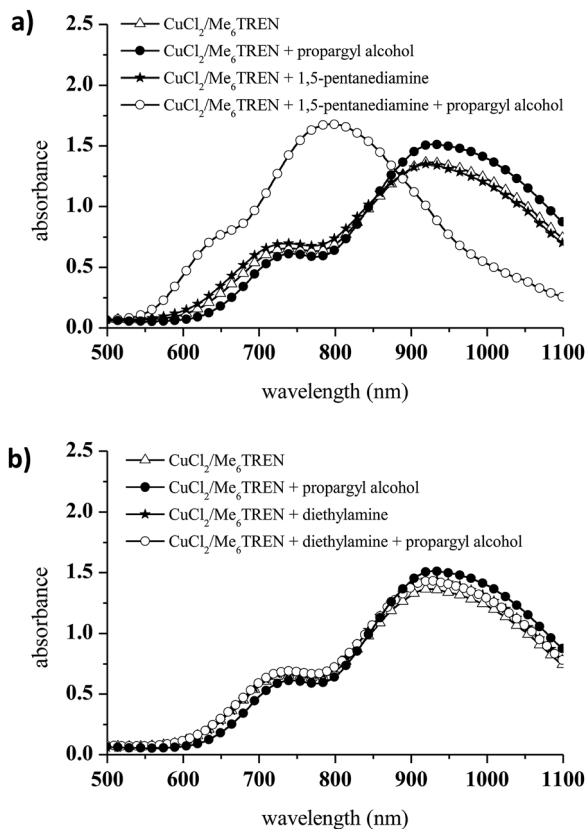 a)
CuCl₂/Me₆TREN
CuCl₂/Me₆TREN + propargyl alcohol
CuCl₂/Me₆TREN + 1,5-pentanediamine
CuCl₂/Me₆TREN + 1,5-pentanediamine + propargyl alcohol
absorbance
2.5
2.0
1.5
1.0
0.5
0.0
500 600 700 800 900 1000 1100
wavelength (nm)
b)
CuCl₂/Me₆TREN
CuCl₂/Me₆TREN + propargyl alcohol
CuCl₂/Me₆TREN + diethylamine
CuCl₂/Me₆TREN + diethylamine + propargyl alcohol
absorbance
2.5
2.0
1.5
1.0
0.5
0.0
500 600 700 800 900 1000 1100
wavelength (nm)